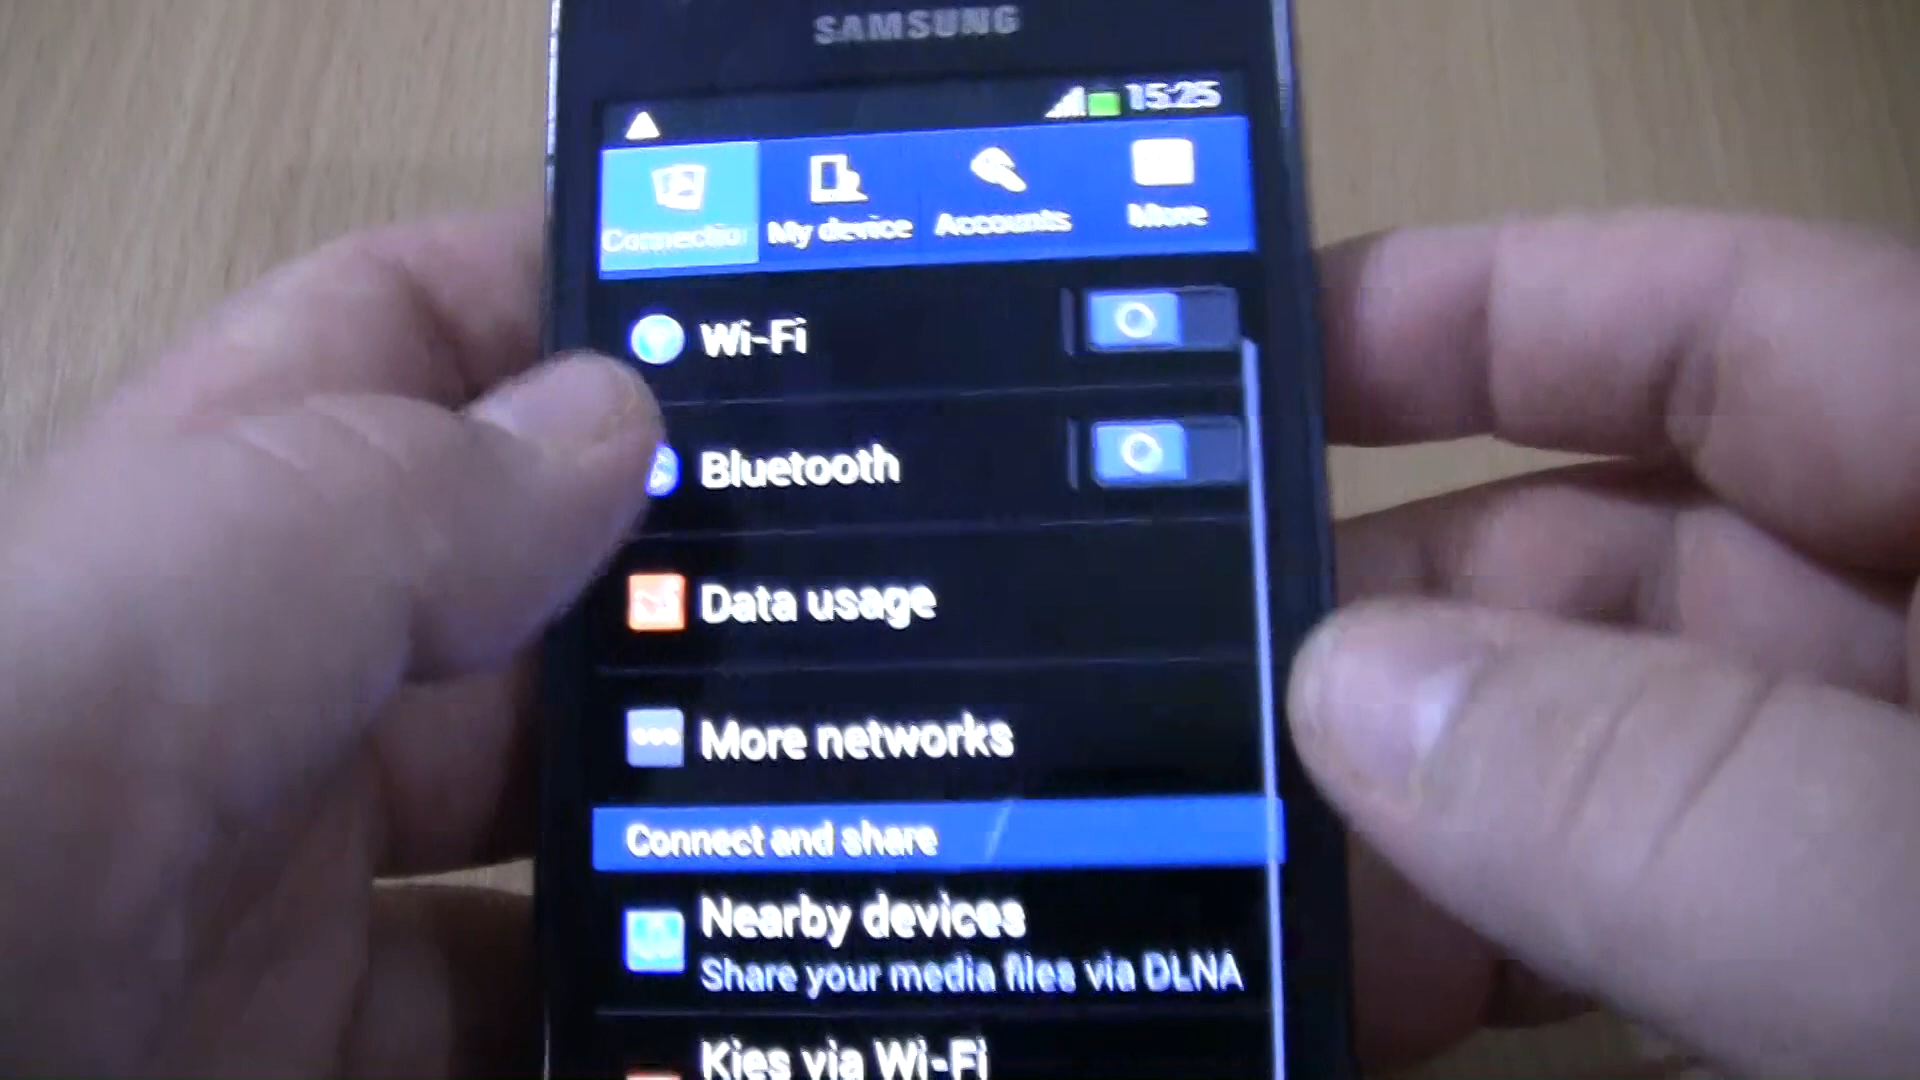 SAMSUNG
15:25
Connection
My device
Accounts
More
Wi-Fi
Bluetooth
Data usage
More networks
Connect and share
Nearby devices
Share your media files via DLNA
Kies via Wi-Fi